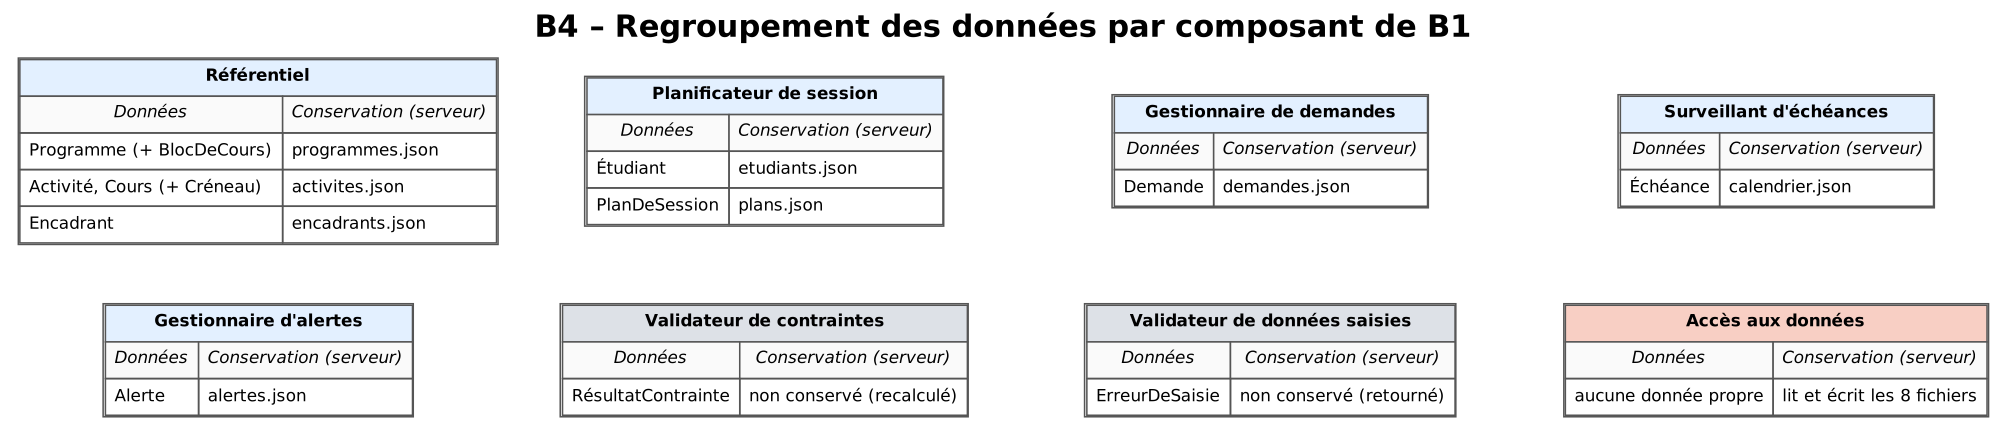 B4 – Regroupement des données par composant de B1
Référentiel
Données Conservation (serveur)
Programme (+ BlocDeCours) programmes.json
Activité, Cours (+ Créneau) activites.json
Encadrant encadrants.json
Planificateur de session
Données Conservation (serveur)
Étudiant etudiants.json
PlanDeSession plans.json
Gestionnaire de demandes
Données Conservation (serveur)
Demande demandes.json
Surveillant d'échéances
Données Conservation (serveur)
Échéance calendrier.json
Gestionnaire d'alertes
Données Conservation (serveur)
Alerte alertes.json
Validateur de contraintes
Données Conservation (serveur)
RésultatContrainte non conservé (recalculé)
Validateur de données saisies
Données Conservation (serveur)
ErreurDeSaisie non conservé (retourné)
Accès aux données
Données Conservation (serveur)
aucune donnée propre lit et écrit les 8 fichiers